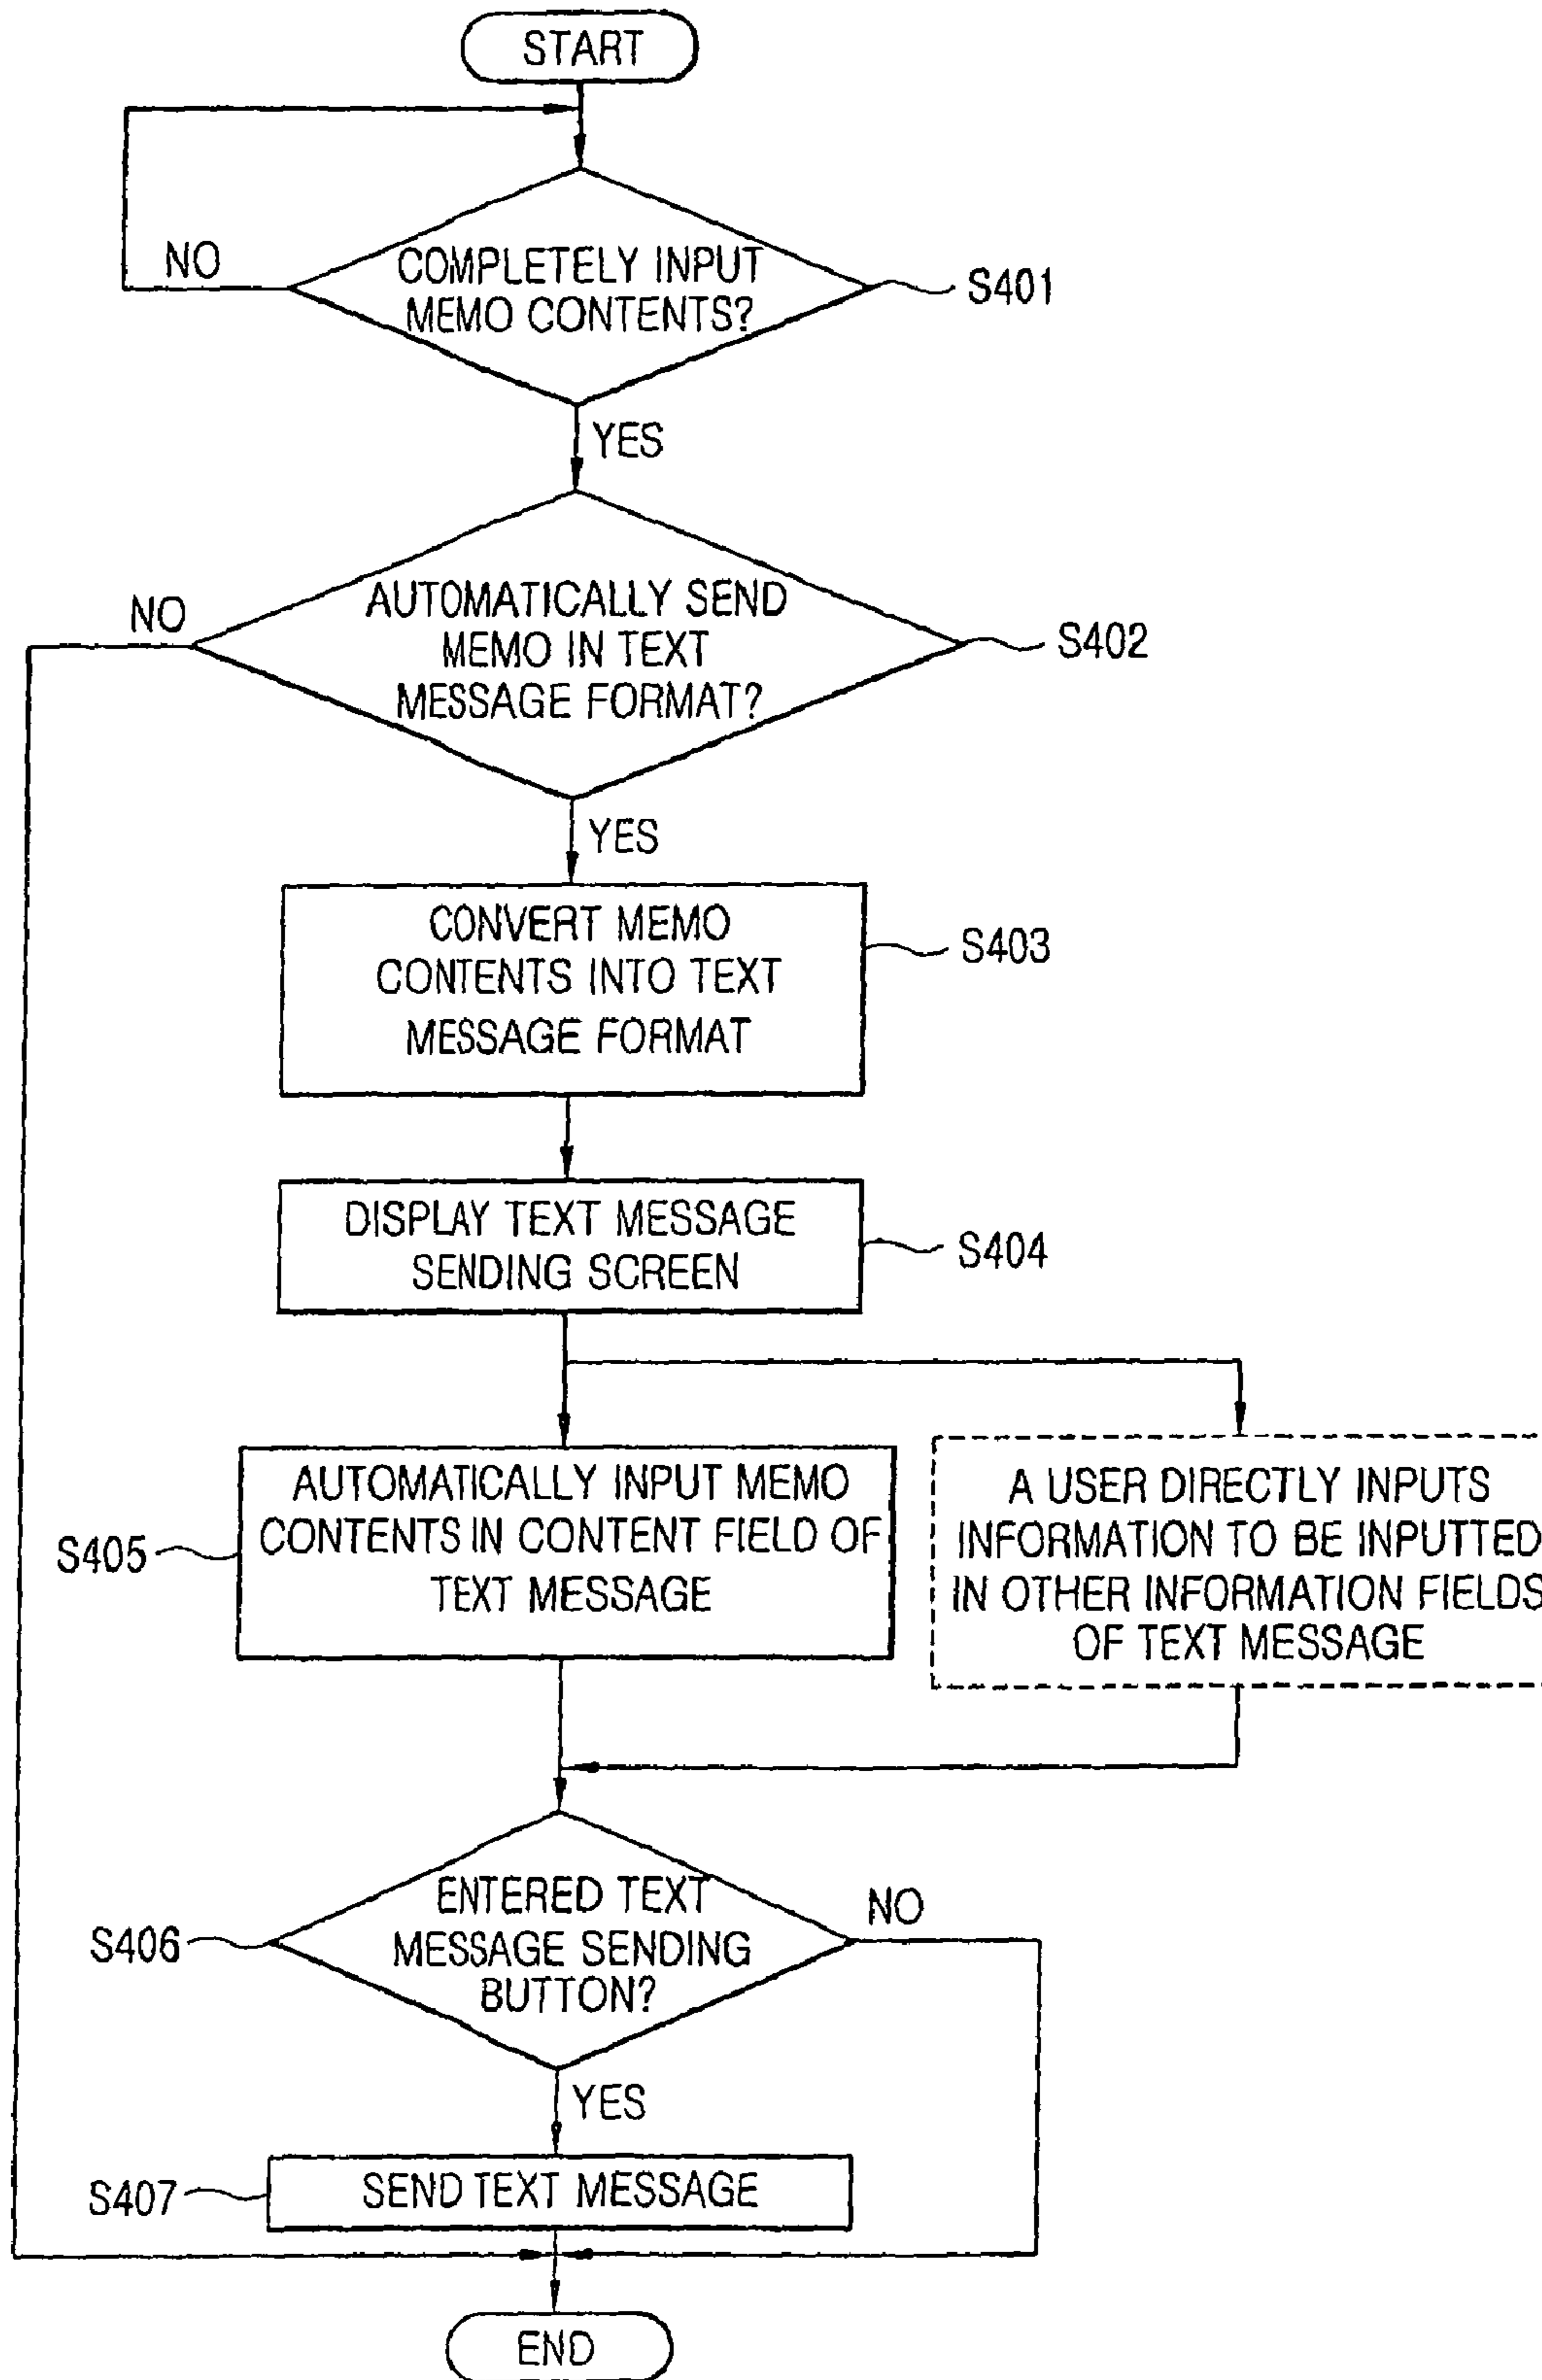 START
NO
COMPLETELY INPUT
MEMO CONTENTS?
S401
YES
NO
AUTOMATICALLY SEND
MEMO IN TEXT
MESSAGE FORMAT?
S402
YES
CONVERT MEMO
CONTENTS INTO TEXT
MESSAGE FORMAT
S403
DISPLAY TEXT MESSAGE
SENDING SCREEN
S404
S405
AUTOMATICALLY INPUT MEMO
CONTENTS IN CONTENT FIELD OF
TEXT MESSAGE
A USER DIRECTLY INPUTS
INFORMATION TO BE INPUTTED
IN OTHER INFORMATION FIELDS
OF TEXT MESSAGE
S406
ENTERED TEXT
MESSAGE SENDING
BUTTON?
NO
YES
S407
SEND TEXT MESSAGE
END